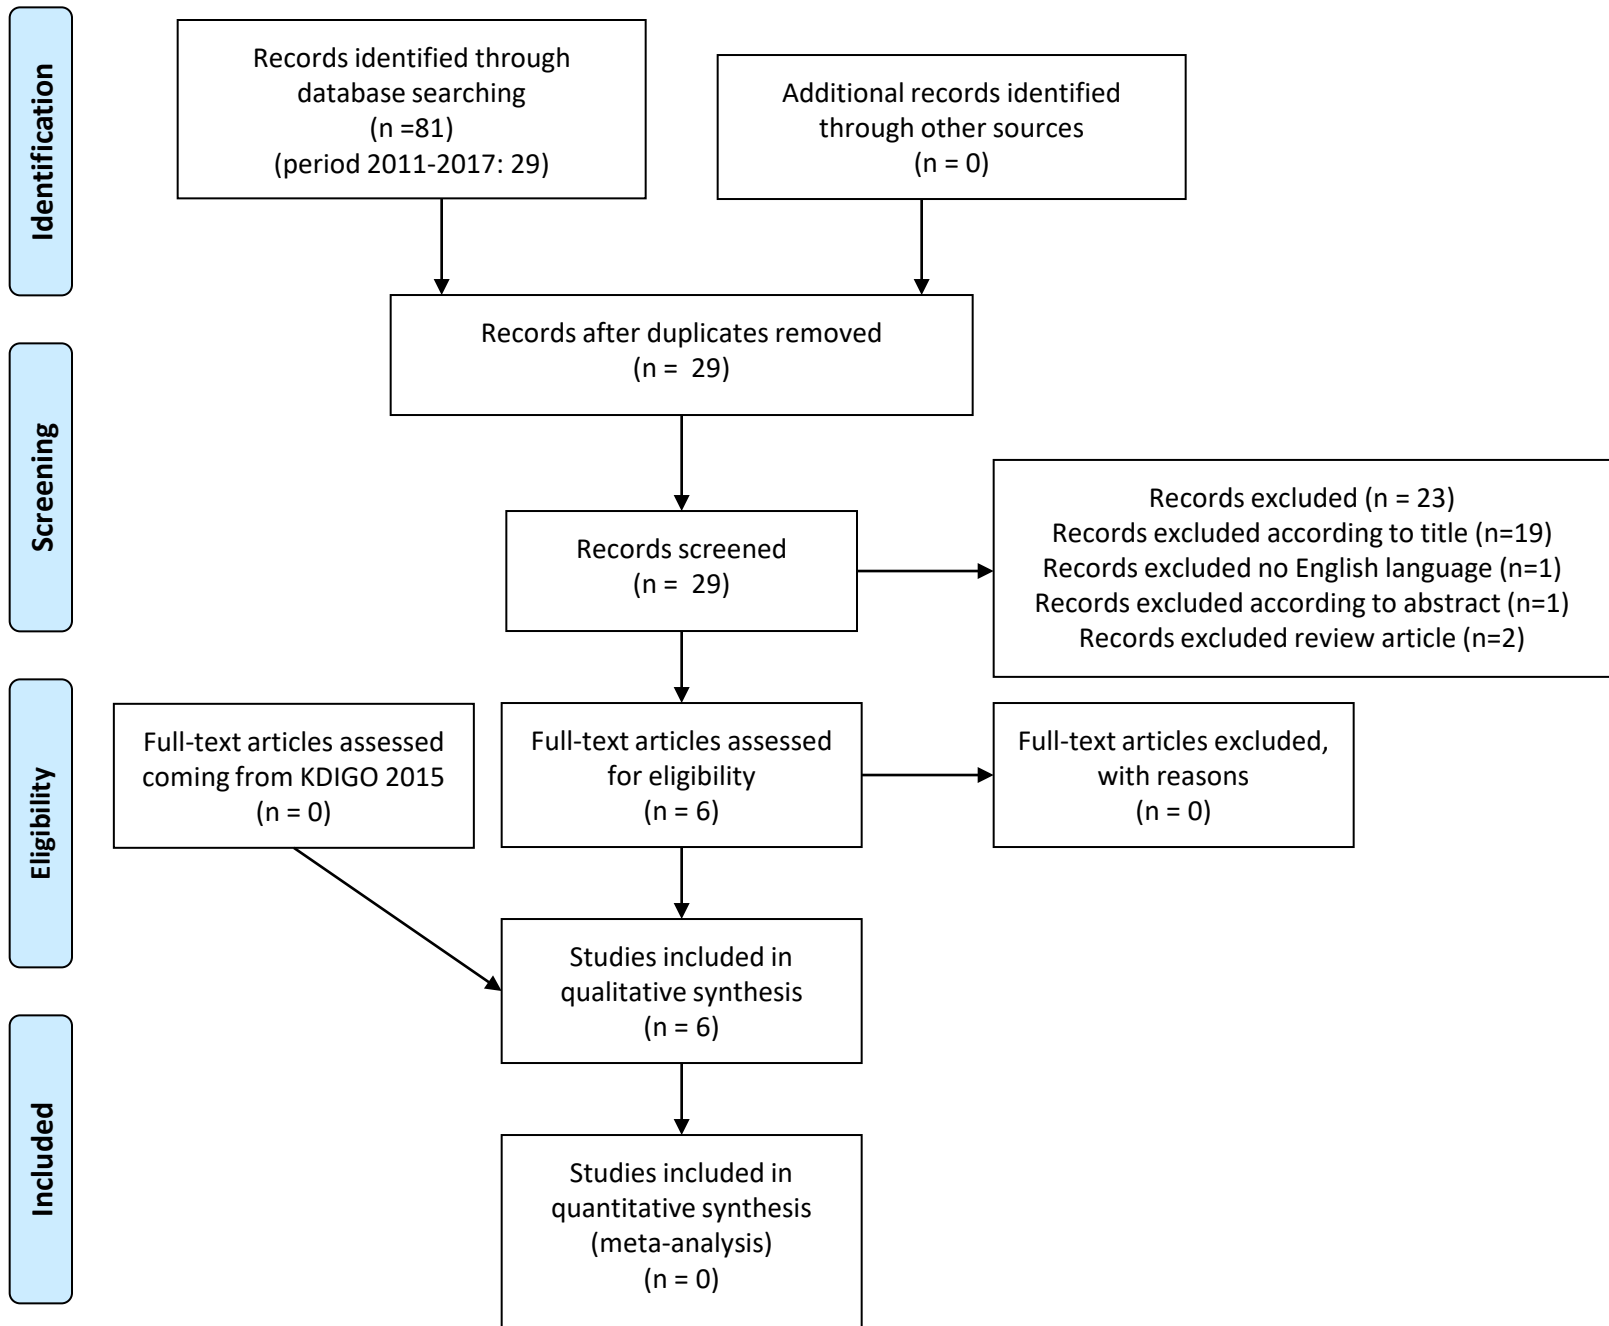 Identification
Records identified through
database searching
(n =81)
(period 2011-2017: 29)
Additional records identified
through other sources
(n = 0)
Records after duplicates removed
(n =  29)
Screening
Records screened
(n =  29)
Records excluded (n = 23)
Records excluded according to title (n=19)
Records excluded no English language (n=1)
Records excluded according to abstract (n=1)
Records excluded review article (n=2)
Eligibility
Full-text articles assessed
coming from KDIGO 2015
(n = 0)
Full-text articles assessed
for eligibility
(n = 6)
Full-text articles excluded,
with reasons
(n = 0)
Studies included in
qualitative synthesis
(n = 6)
Included
Studies included in
quantitative synthesis
(meta-analysis)
(n = 0)